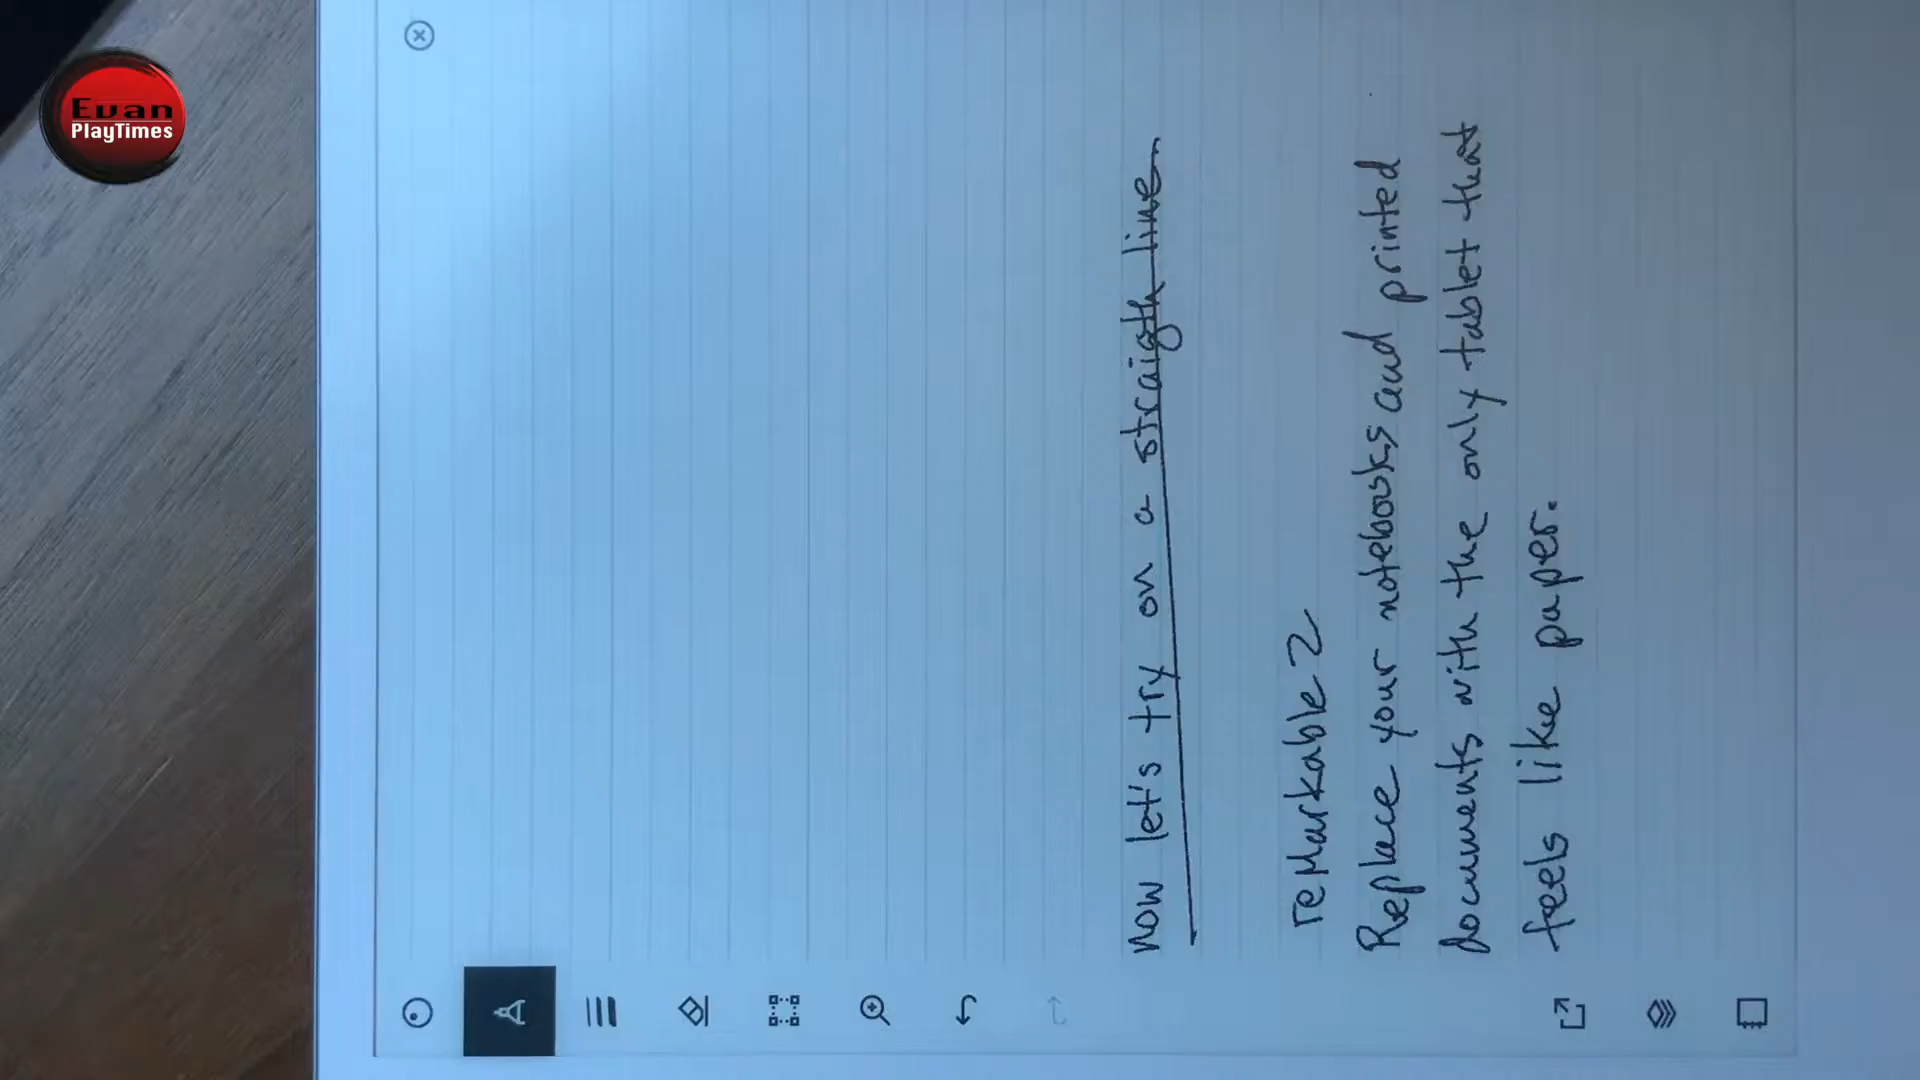 Evan
PlayTimes
now let's try on a straigth line
reMarkable 2
Replace your notebooks and printed
documents with the only tablet that
feels like paper.